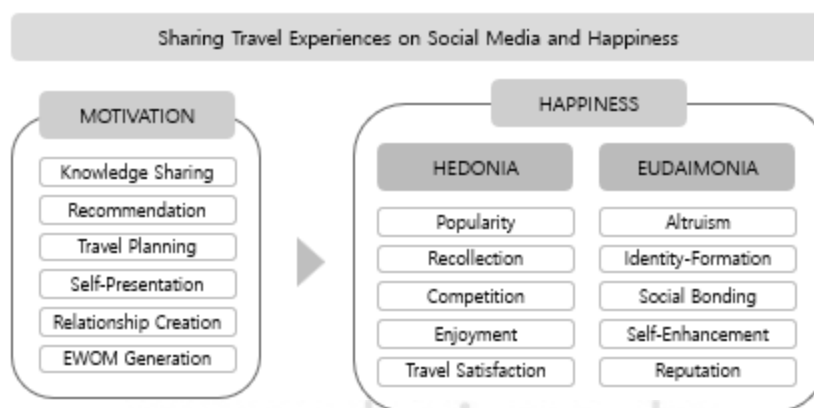 Sharing Travel Experiences on Social Media and Happiness
MOTIVATION
Knowledge Sharing
Recommendation
Travel Planning
Self-Presentation
Relationship Creation
EWOM Generation
HAPPINESS
HEDONIA
Popularity
Recollection
Competition
Enjoyment
Travel Satisfaction
EUDAIMONIA
Altruism
Identity-Formation
Social Bonding
Self-Enhancement
Reputation